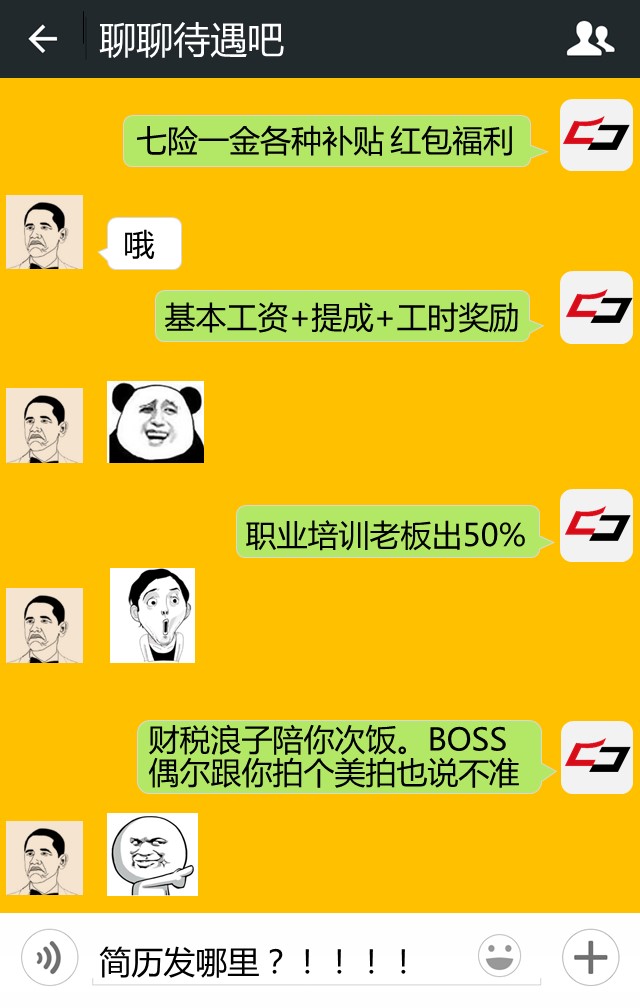 聊聊待遇吧
七险一金各种补贴 红包福利
哦
基本工资+提成+工时奖励
职业培训老板出50%
财税浪子陪你次饭。BOSS
偶尔跟你拍个美拍也说不准
简历发哪里？！！！！！